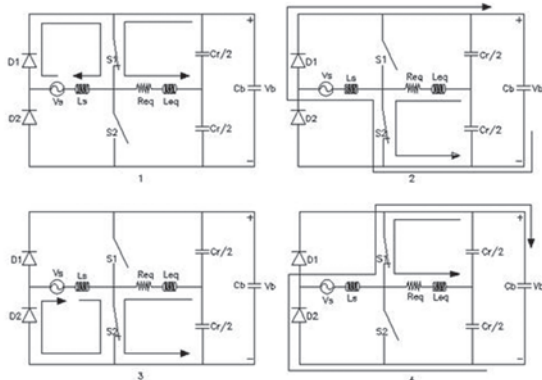 D1
D2
Vs
Ls
S1
S2
Req
Leq
Cr/2
Cr/2
Cb
Vb
+
−
1
D1
D2
Vs
Ls
S1
S2
Req
Leq
Cr/2
Cr/2
Cb
Vb
+
−
2
D1
D2
Vs
Ls
S1
S2
Req
Leq
Cr/2
Cr/2
Cb
Vb
+
−
3
D1
D2
Vs
Ls
S1
S2
Req
Leq
Cr/2
Cr/2
Cb
Vb
+
−
4